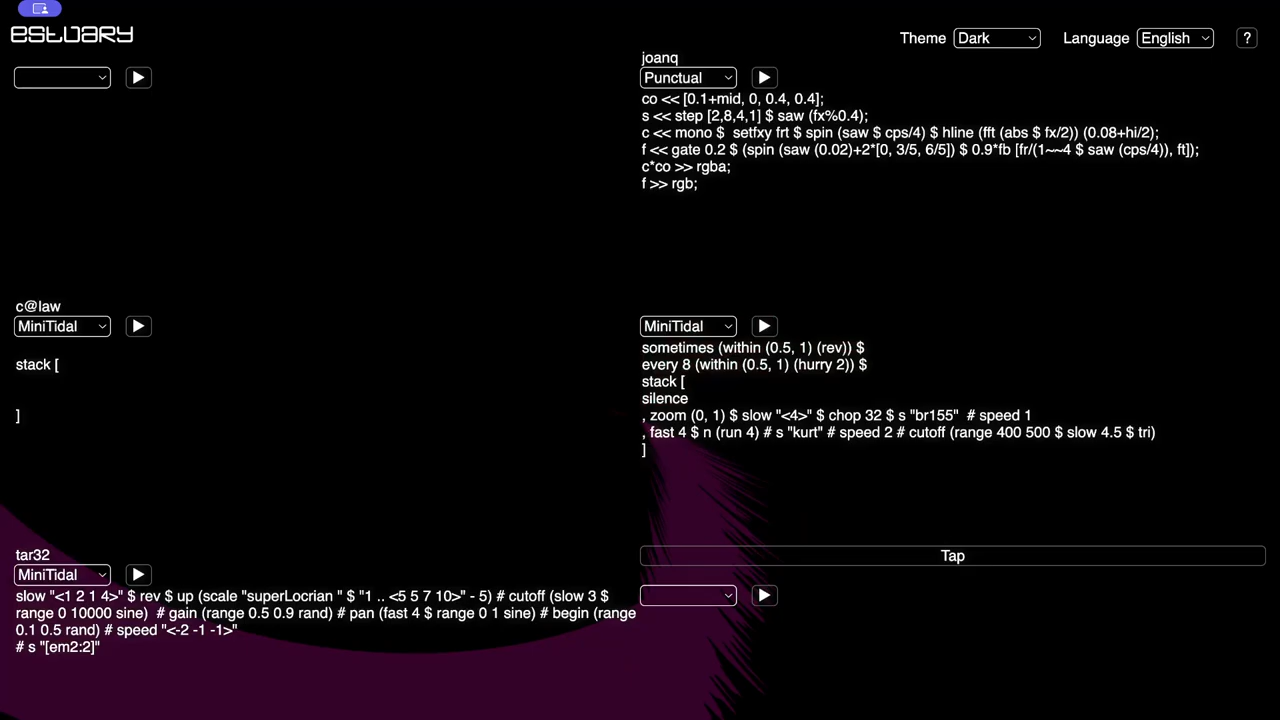 estuary
Theme Dark Language English ?
joanq
Punctual
co << [0.1+mid, 0, 0.4, 0.4];
s << step [2,8,4,1] $ saw (fx%0.4);
c << mono $  setfxy frt $ spin (saw $ cps/4) $ hline (fft (abs $ fx/2)) (0.08+hi/2);
f << gate 0.2 $ (spin (saw (0.02)+2*[0, 3/5, 6/5]) $ 0.9*fb [fr/(1~~4 $ saw (cps/4)), ft]);
c*co >> rgba;
f >> rgb;
c@law
MiniTidal
stack [
]
MiniTidal
sometimes (within (0.5, 1) (rev)) $
every 8 (within (0.5, 1) (hurry 2)) $
stack [
silence
, zoom (0, 1) $ slow "<4>" $ chop 32 $ s "br155"  # speed 1
, fast 4 $ n (run 4) # s "kurt" # speed 2 # cutoff (range 400 500 $ slow 4.5 $ tri)
]
tar32
MiniTidal
slow "<1 2 1 4>" $ rev $ up (scale "superLocrian " $ "1 .. <5 5 7 10>" - 5) # cutoff (slow 3 $
range 0 10000 sine)  # gain (range 0.5 0.9 rand) # pan (fast 4 $ range 0 1 sine) # begin (range
0.1 0.5 rand) # speed "<-2 -1 -1>"
# s "[em2:2]"
Tap